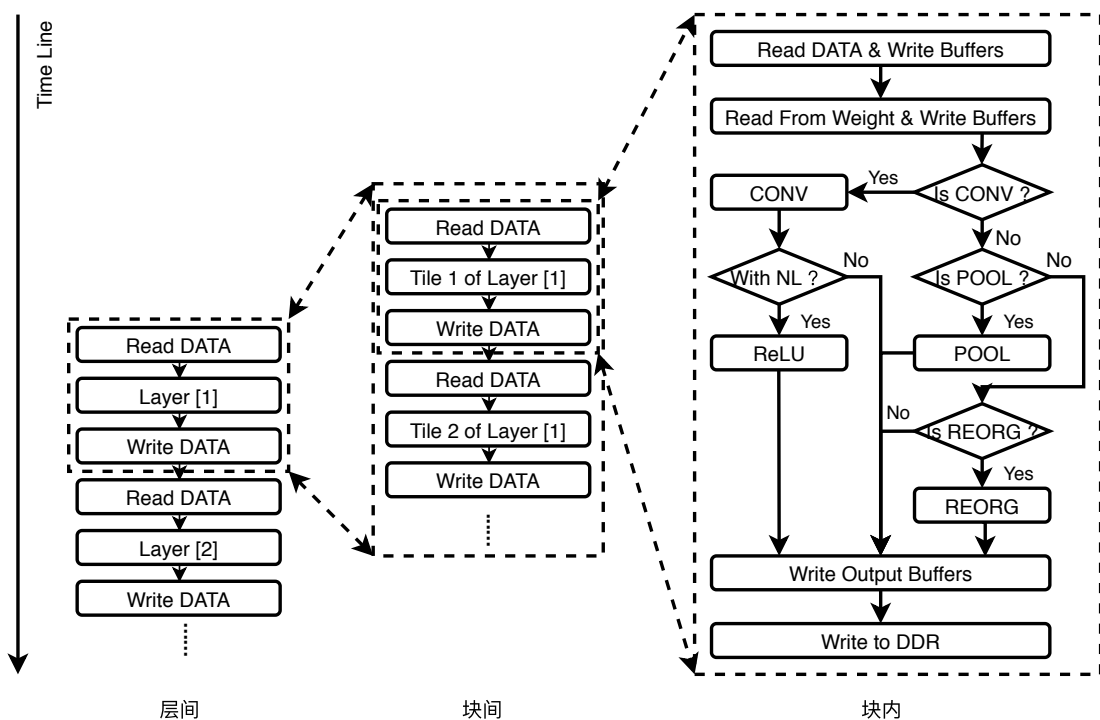 Time Line
Read DATA
Layer [1]
Write DATA
Read DATA
Layer [2]
Write DATA
层间
Read DATA
Tile 1 of Layer [1]
Write DATA
Read DATA
Tile 2 of Layer [1]
Write DATA
块间
Read DATA & Write Buffers
Read From Weight & Write Buffers
Is CONV ?
Yes
CONV
No
With NL ?
No
Is POOL ?
No
Yes
ReLU
Yes
POOL
No
Is REORG ?
Yes
REORG
Write Output Buffers
Write to DDR
块内